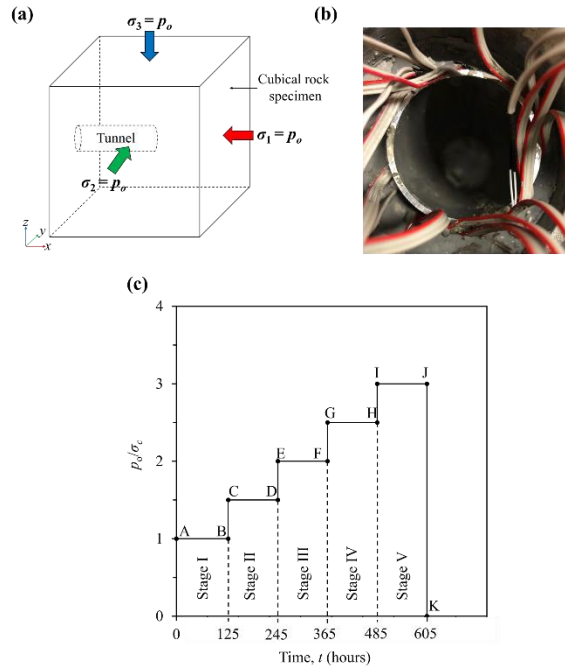 (a)
σ₃ = pₒ
Cubical rock
specimen
Tunnel
σ₁ = pₒ
σ₂ = pₒ
z
y
x
(b)
(c)
4
3
2
1
0
pₒ/σ꜀
A
B
C
D
E
F
G
H
I
J
K
Stage I
Stage II
Stage III
Stage IV
Stage V
0 125 245 365 485 605
Time, t (hours)